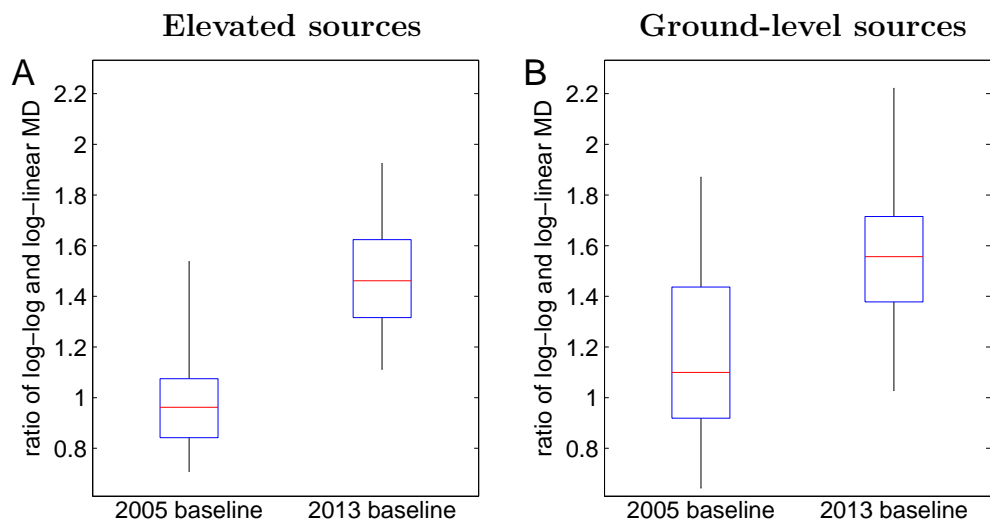 Elevated sources
A
ratio of log−log and log−linear MD
2.2
2
1.8
1.6
1.4
1.2
1
0.8
2005 baseline 2013 baseline
Ground-level sources
B
ratio of log−log and log−linear MD
2.2
2
1.8
1.6
1.4
1.2
1
0.8
2005 baseline 2013 baseline